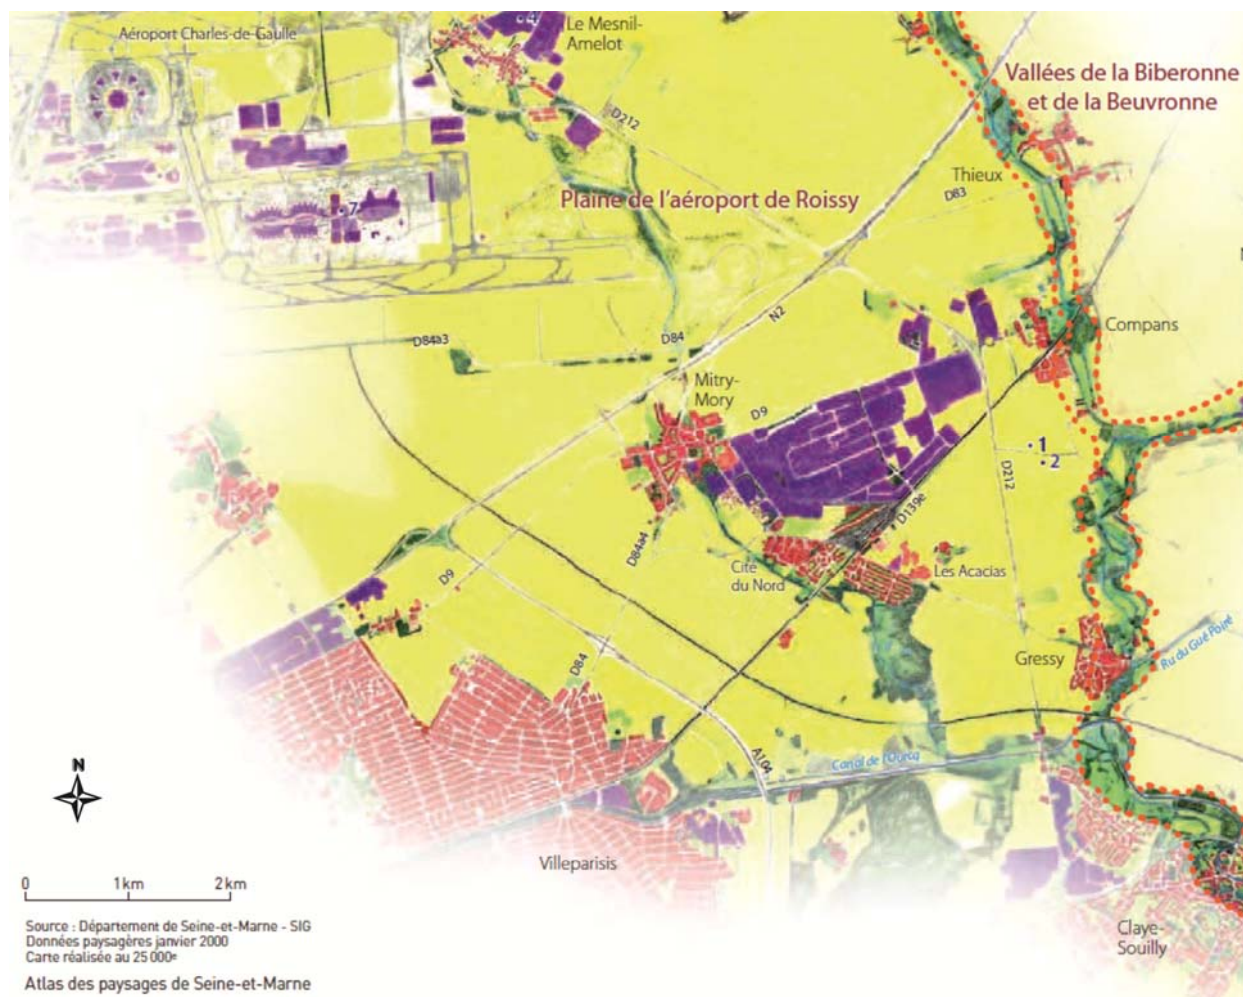 Aéroport Charles-de-Gaulle
Le Mesnil-
Amelot
4
Vallées de la Biberonne
et de la Beuvronne
D212
Thieux
D83
Plaine de l'aéroport de Roissy
7
N2
D84a3
D84
Compans
Mitry-
Mory
D9
1
2
D212
D139e
D84a4
Cité
du Nord
Les Acacias
D9
Gressy
Ru du Gué Poiré
D84
A104
Canal de l'Ourcq
N
Villeparisis
0 1 km 2 km
Claye-
Souilly
Source : Département de Seine-et-Marne - SIG
Données paysagères janvier 2000
Carte réalisée au 25 000e
Atlas des paysages de Seine-et-Marne